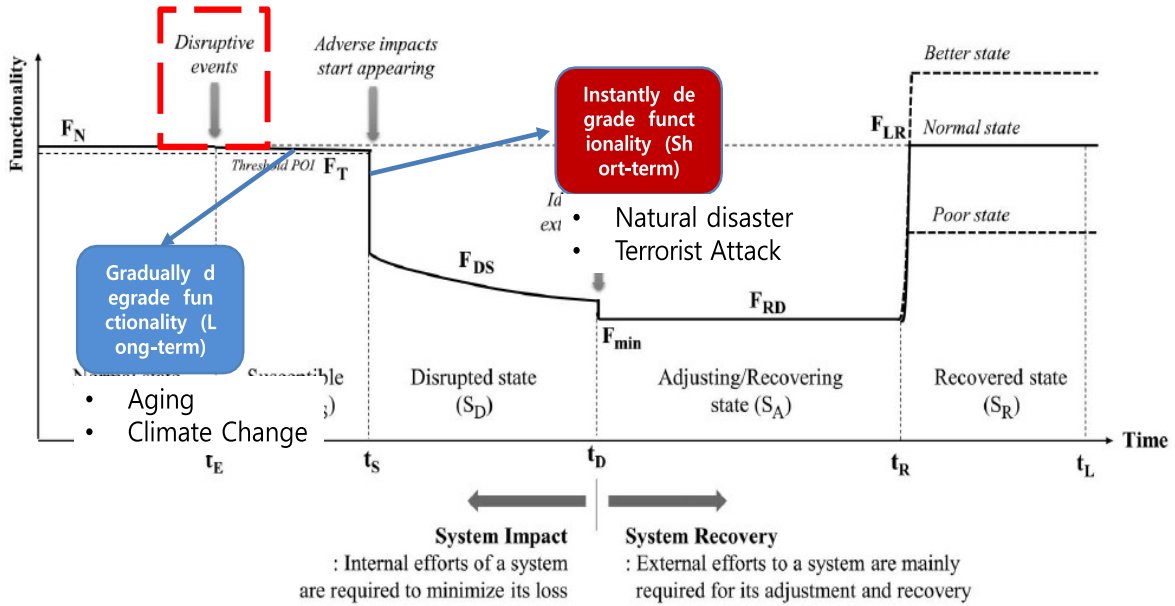 Disruptive
events
Adverse impacts
start appearing
Better state
Functionality
Instantly de
grade funct
ionality (Sh
ort-term)
F_N
F_LR
Normal state
Threshold POI
F_T
• Natural disaster
• Terrorist Attack
Poor state
Gradually d
egrade fun
ctionality (L
ong-term)
F_DS
F_RD
F_min
Disrupted state
(S_D)
Adjusting/Recovering
state (S_A)
Recovered state
(S_R)
• Aging
• Climate Change
Time
t_E
t_S
t_D
t_R
t_L
System Impact
: Internal efforts of a system
are required to minimize its loss
System Recovery
: External efforts to a system are mainly
required for its adjustment and recovery